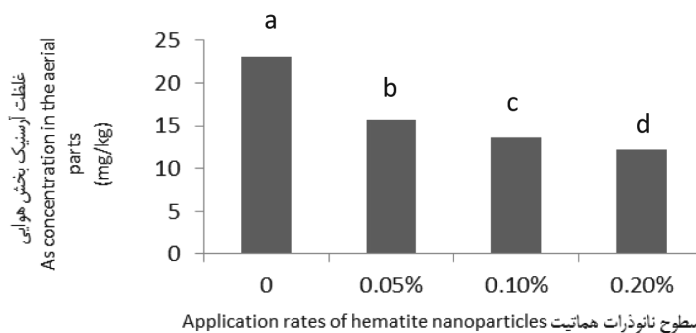 غلظت آرسنیک بخش هوایی
As concentration in the aerial
parts
(mg/kg)
25
20
15
10
5
0
a
b
c
d
0 0.05% 0.10% 0.20%
Application rates of hematite nanoparticles سطوح نانوذرات هماتیت